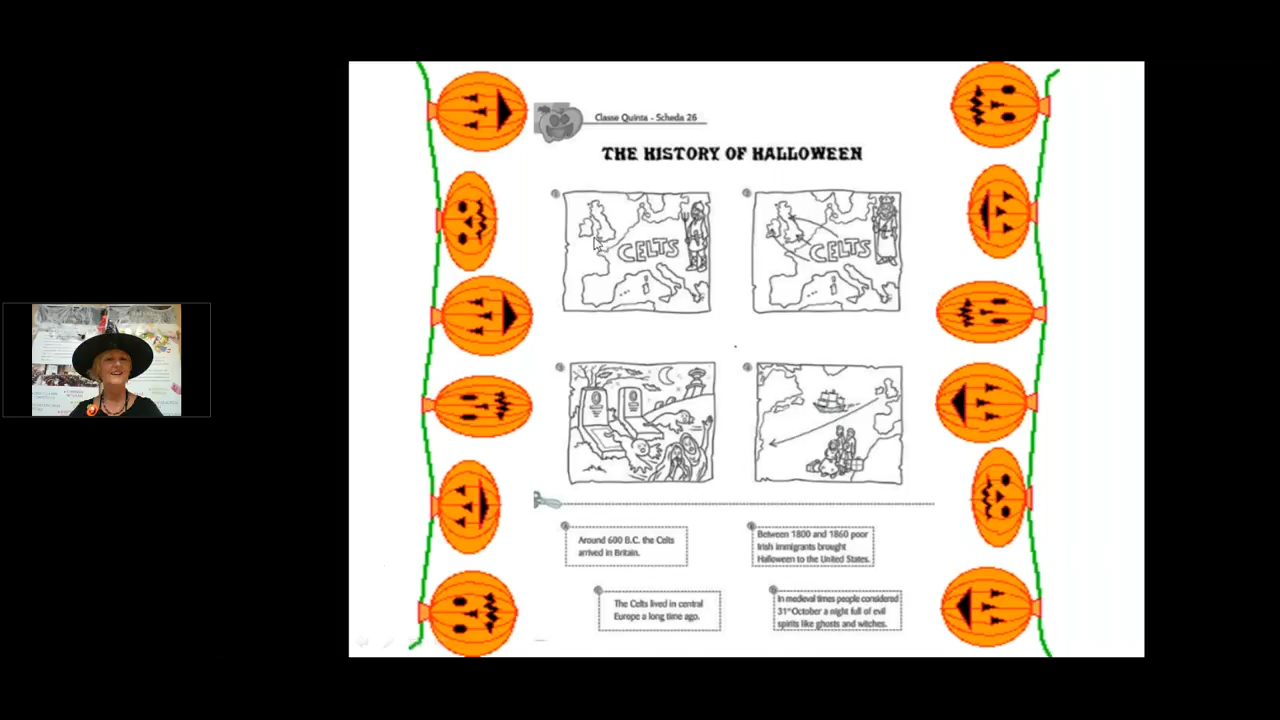 Classe Quinta - Scheda 26
THE HISTORY OF HALLOWEEN
CELTS
CELTS
Around 600 B.C. the Celts
arrived in Britain.
Between 1800 and 1860 poor
Irish immigrants brought
Halloween to the United States.
The Celts lived in central
Europe a long time ago.
In medieval times people considered
31st October a night full of evil
spirits like ghosts and witches.